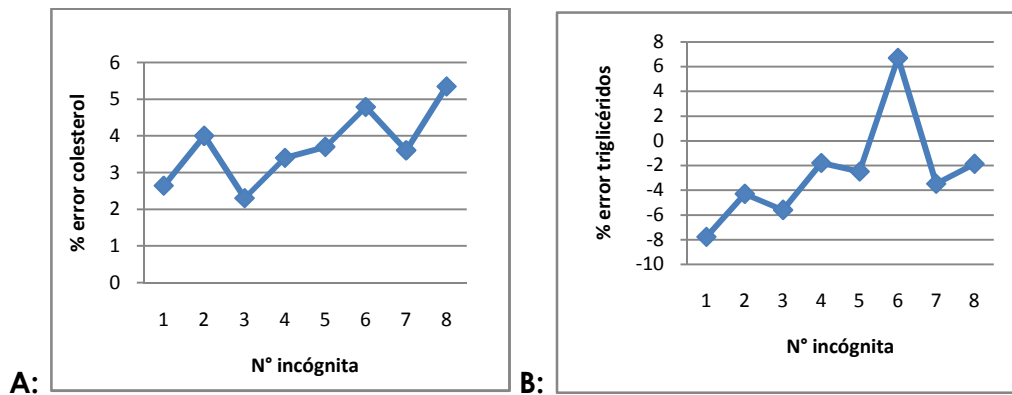 6
5
4
3
2
1
0
% error colesterol
1 2 3 4 5 6 7 8
N° incógnita
A:
8
6
4
2
0
-2
-4
-6
-8
-10
% error triglicéridos
1 2 3 4 5 6 7 8
N° incógnita
B: